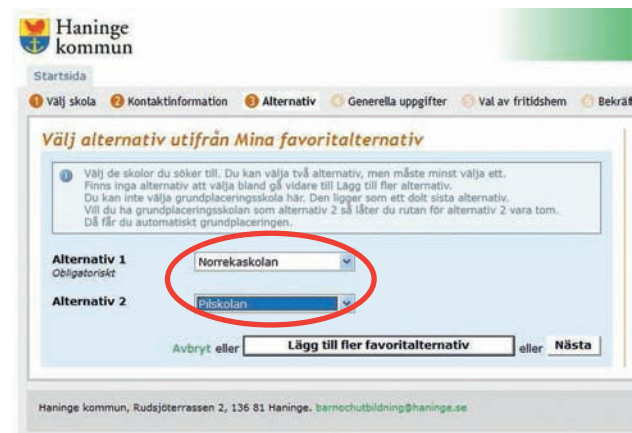 Haninge
kommun
Startsida
1 Välj skola 2 Kontaktinformation 3 Alternativ Generella uppgifter Val av fritidshem Bekräf
Välj alternativ utifrån Mina favoritalternativ
Välj de skolor du söker till. Du kan välja två alternativ, men måste minst välja ett.
Finns inga alternativ att välja bland gå vidare till Lägg till fler alternativ.
Du kan inte välja grundplaceringsskola här. Den ligger som ett dolt sista alternativ.
Vill du ha grundplaceringsskolan som alternativ 2 så låter du rutan för alternativ 2 vara tom.
Då får du automatiskt grundplaceringen.
Alternativ 1 Norrekaskolan
Obligatoriskt
Alternativ 2 Pilskolan
Avbryt eller Lägg till fler favoritalternativ eller Nästa
Haninge kommun, Rudsjöterrassen 2, 136 81 Haninge. barnochutbildning@haninge.se